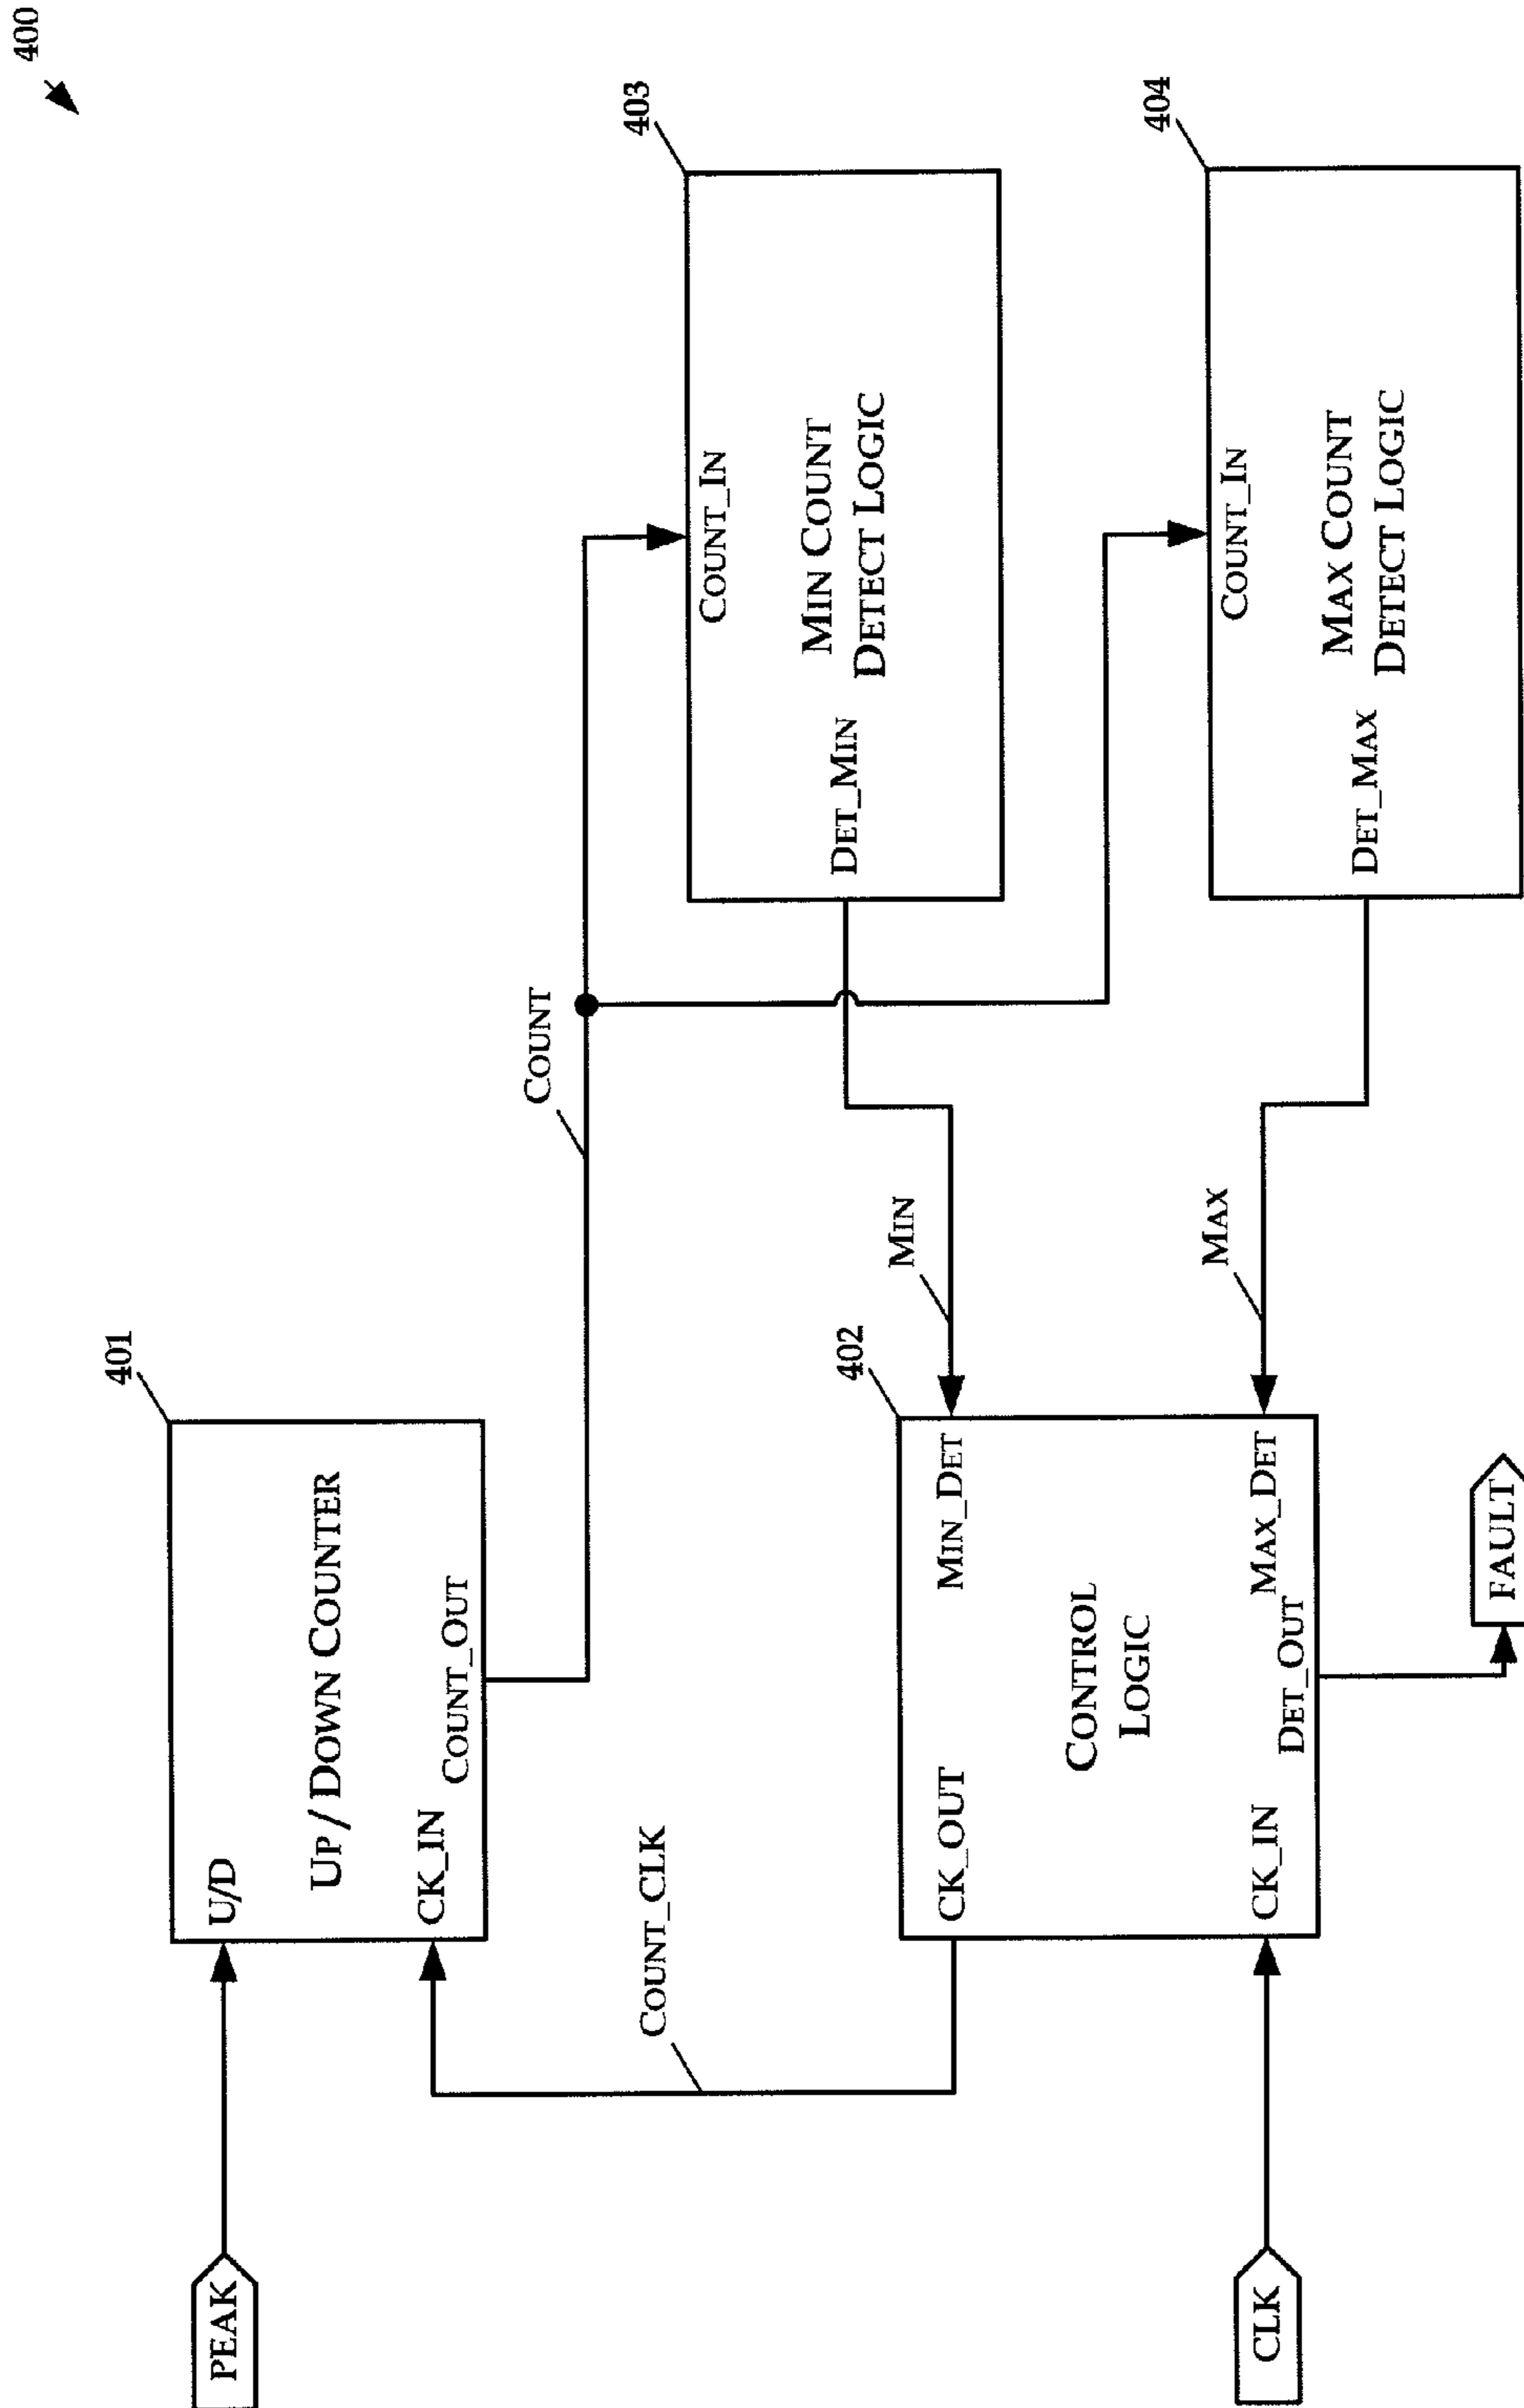 400
401
U/D
UP / DOWN COUNTER
CK_IN
COUNT_OUT
PEAK
COUNT
COUNT_CLK
403
COUNT_IN
MIN COUNT
DETECT LOGIC
DET_MIN
MIN
402
CK_OUT
MIN_DET
CONTROL
LOGIC
CK_IN
MAX_DET
DET_OUT
CLK
MAX
FAULT
404
COUNT_IN
MAX COUNT
DETECT LOGIC
DET_MAX